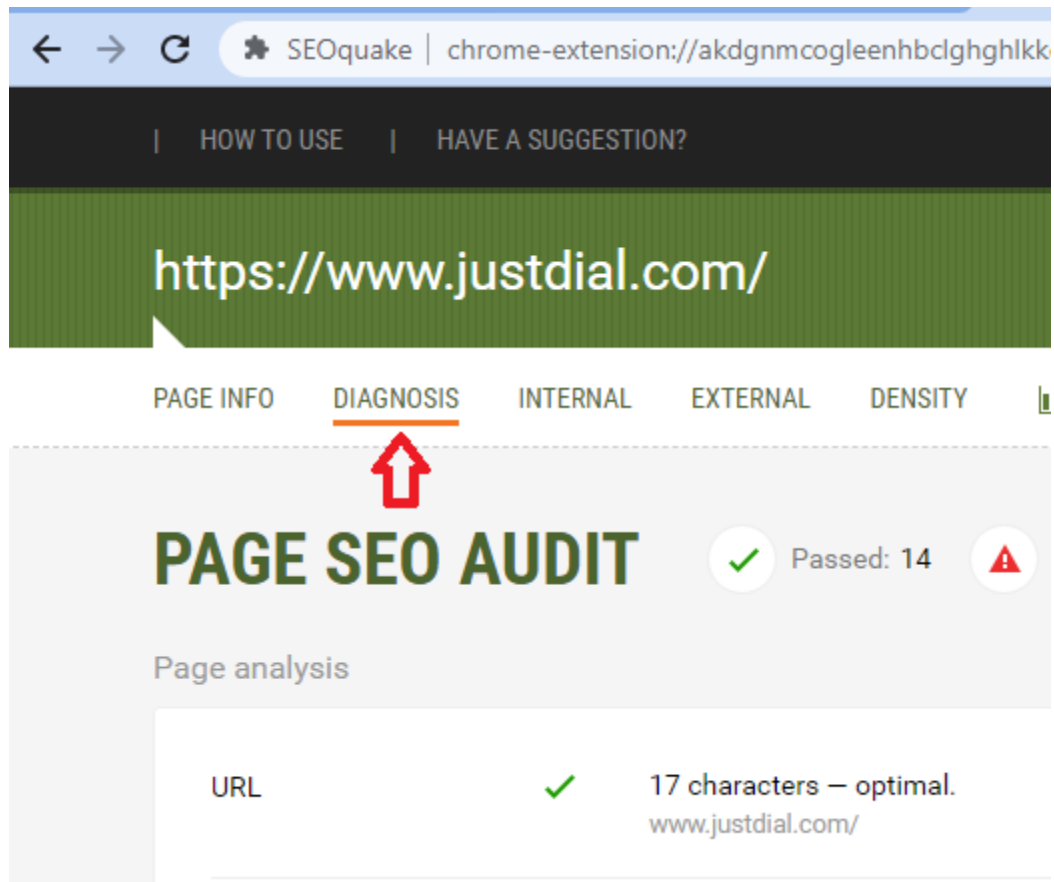 SEOquake | chrome-extension://akdgnmcogleenhbclghghlkk
| HOW TO USE | HAVE A SUGGESTION?
https://www.justdial.com/
PAGE INFO DIAGNOSIS INTERNAL EXTERNAL DENSITY
PAGE SEO AUDIT Passed: 14
Page analysis
URL 17 characters — optimal.
www.justdial.com/